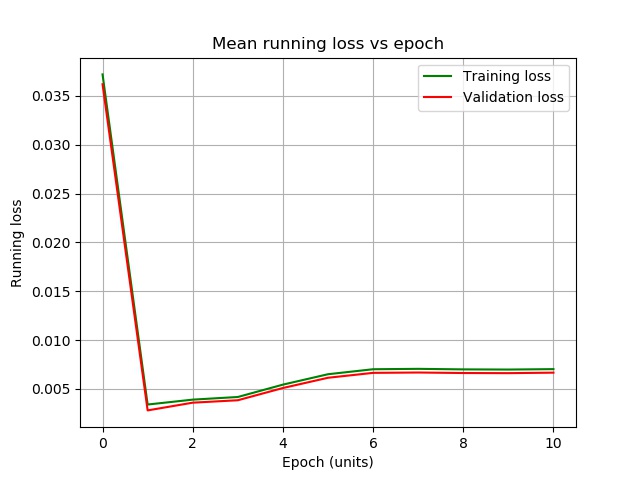 Mean running loss vs epoch
Training loss
Validation loss
0.035
0.030
0.025
0.020
0.015
0.010
0.005
Running loss
0 2 4 6 8 10
Epoch (units)